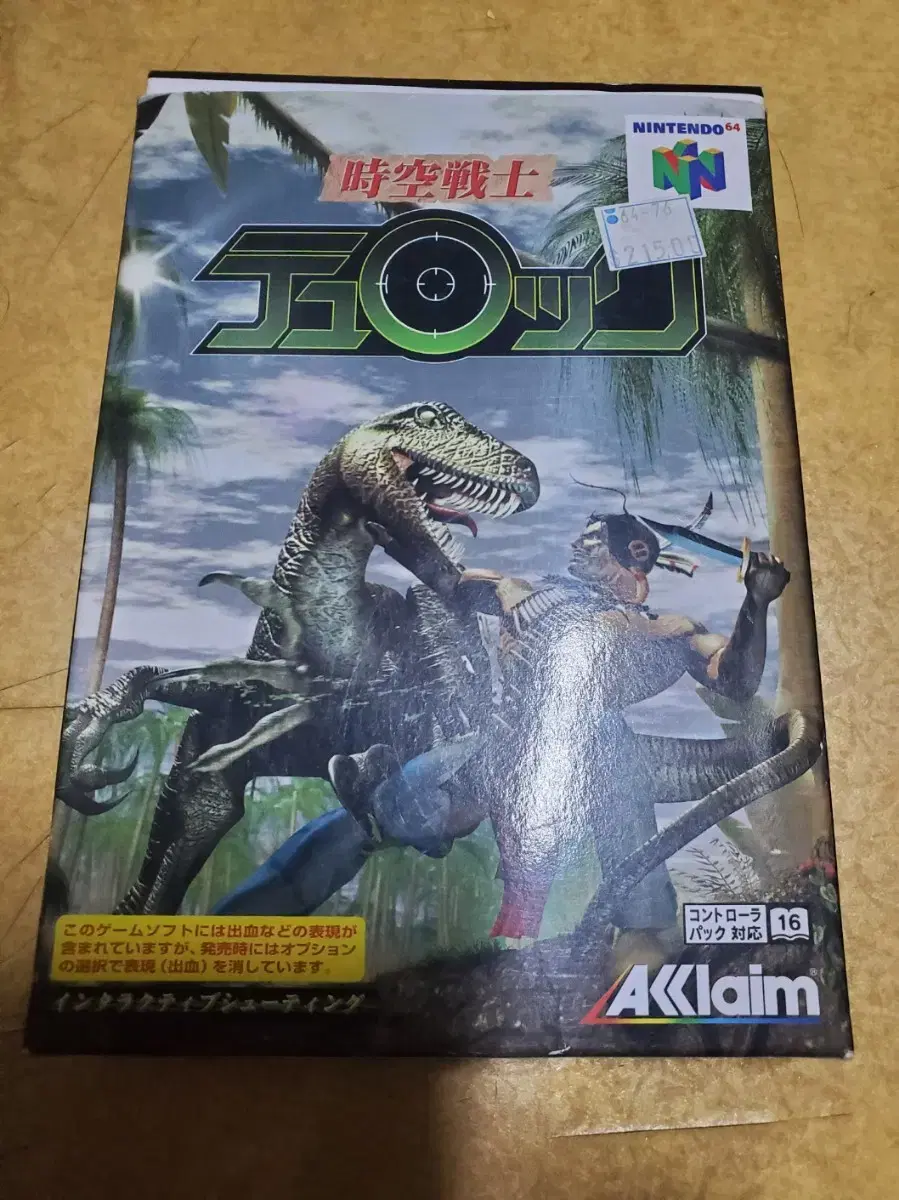 NINTENDO 64
時空戦士
64-76
テュロック
コントローラ
パック 対応
16
このゲームソフトには出血などの表現が
含まれていますが、発売時にはオプション
の選択で表現(出血)を消しています。
インタラクティブシューティング
AKKlaim®